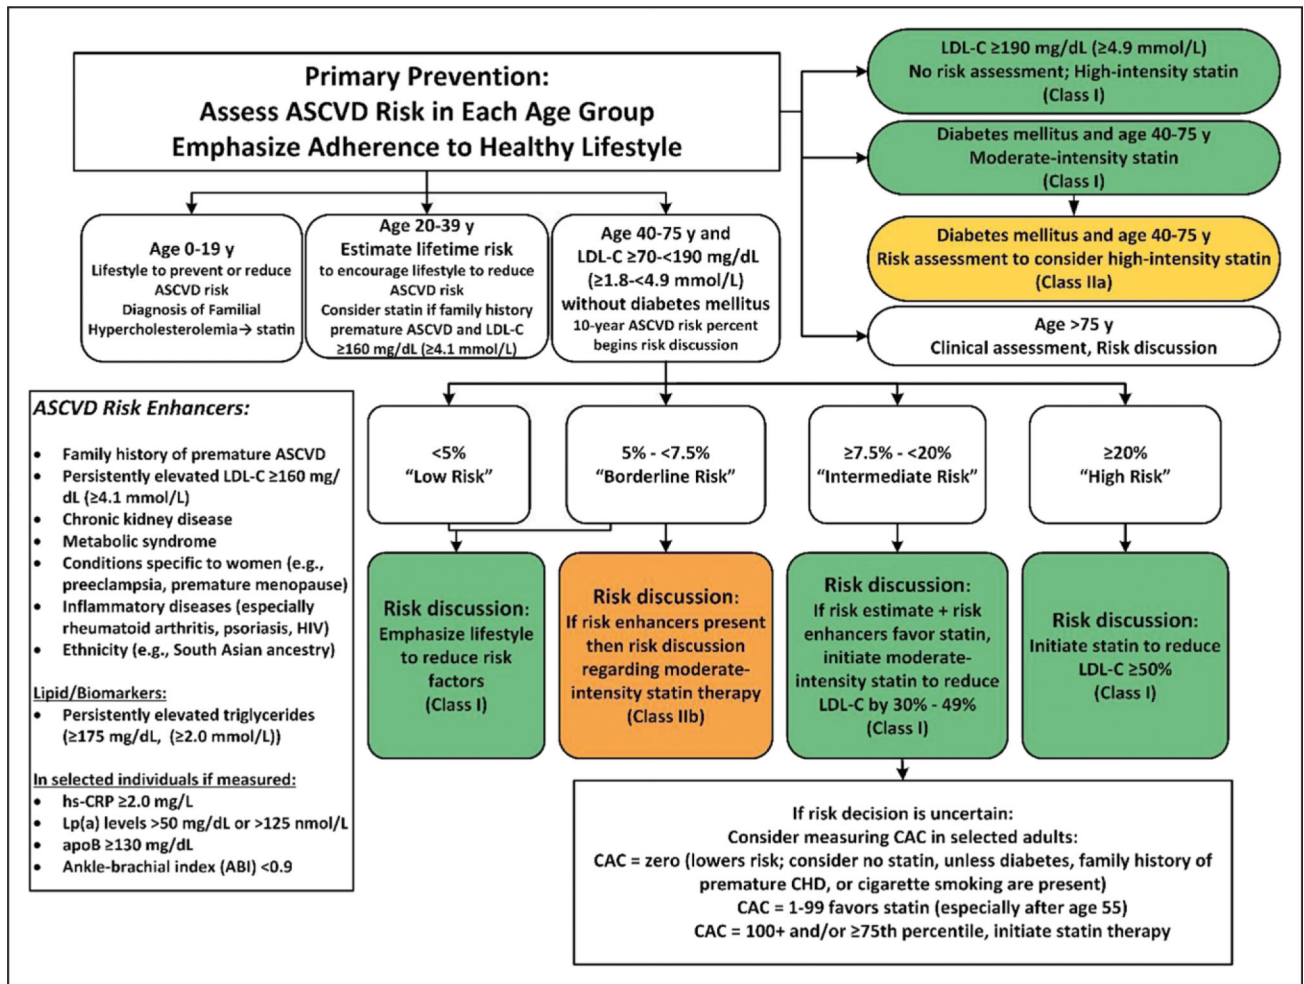 Primary Prevention:
Assess ASCVD Risk in Each Age Group
Emphasize Adherence to Healthy Lifestyle
LDL-C ≥190 mg/dL (≥4.9 mmol/L)
No risk assessment; High-intensity statin
(Class I)
Diabetes mellitus and age 40-75 y
Moderate-intensity statin
(Class I)
Diabetes mellitus and age 40-75 y
Risk assessment to consider high-intensity statin
(Class IIa)
Age >75 y
Clinical assessment, Risk discussion
Age 0-19 y
Lifestyle to prevent or reduce
ASCVD risk
Diagnosis of Familial
Hypercholesterolemia→ statin
Age 20-39 y
Estimate lifetime risk
to encourage lifestyle to reduce
ASCVD risk
Consider statin if family history
premature ASCVD and LDL-C
≥160 mg/dL (≥4.1 mmol/L)
Age 40-75 y and
LDL-C ≥70-<190 mg/dL
(≥1.8-<4.9 mmol/L)
without diabetes mellitus
10-year ASCVD risk percent
begins risk discussion
ASCVD Risk Enhancers:
• Family history of premature ASCVD
• Persistently elevated LDL-C ≥160 mg/
dL (≥4.1 mmol/L)
• Chronic kidney disease
• Metabolic syndrome
• Conditions specific to women (e.g.,
preeclampsia, premature menopause)
• Inflammatory diseases (especially
rheumatoid arthritis, psoriasis, HIV)
• Ethnicity (e.g., South Asian ancestry)
Lipid/Biomarkers:
• Persistently elevated triglycerides
(≥175 mg/dL, (≥2.0 mmol/L))
In selected individuals if measured:
• hs-CRP ≥2.0 mg/L
• Lp(a) levels >50 mg/dL or >125 nmol/L
• apoB ≥130 mg/dL
• Ankle-brachial index (ABI) <0.9
<5%
“Low Risk”
5% - <7.5%
“Borderline Risk”
≥7.5% - <20%
“Intermediate Risk”
≥20%
“High Risk”
Risk discussion:
Emphasize lifestyle
to reduce risk
factors
(Class I)
Risk discussion:
If risk enhancers present
then risk discussion
regarding moderate-
intensity statin therapy
(Class IIb)
Risk discussion:
If risk estimate + risk
enhancers favor statin,
initiate moderate-
intensity statin to reduce
LDL-C by 30% - 49%
(Class I)
Risk discussion:
Initiate statin to reduce
LDL-C ≥50%
(Class I)
If risk decision is uncertain:
Consider measuring CAC in selected adults:
CAC = zero (lowers risk; consider no statin, unless diabetes, family history of
premature CHD, or cigarette smoking are present)
CAC = 1-99 favors statin (especially after age 55)
CAC = 100+ and/or ≥75th percentile, initiate statin therapy